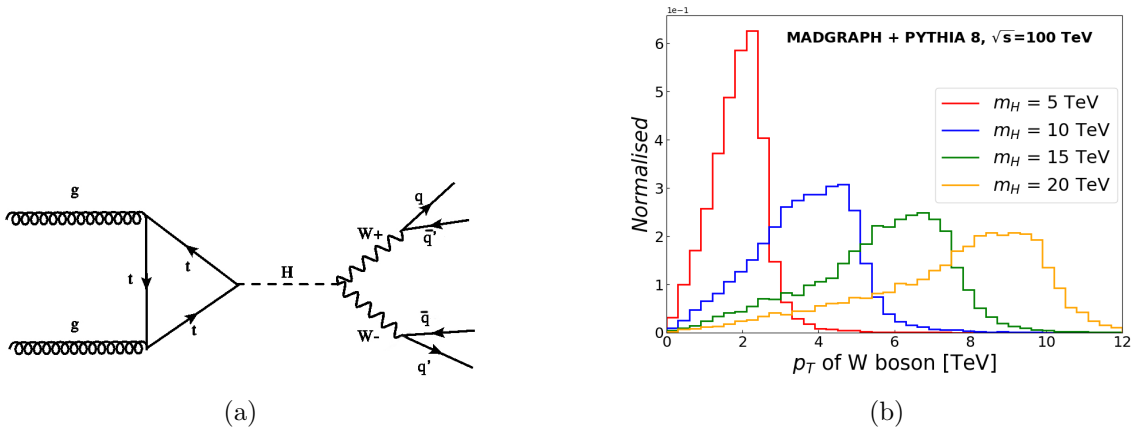 g
g
t
t
t
H
W+
W-
q
q̄'
q̄
q'
(a)
1e−1
MADGRAPH + PYTHIA 8, √s=100 TeV
m_H = 5 TeV
m_H = 10 TeV
m_H = 15 TeV
m_H = 20 TeV
Normalised
6
5
4
3
2
1
0
0 2 4 6 8 10 12
p_T of W boson [TeV]
(b)